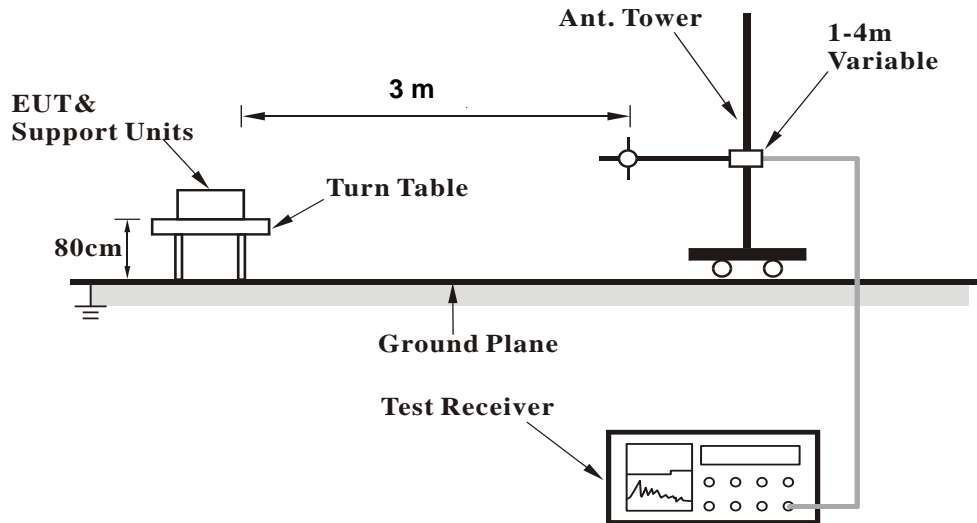 Ant. Tower
1-4m
Variable
3 m
EUT&
Support Units
Turn Table
80cm
Ground Plane
Test Receiver